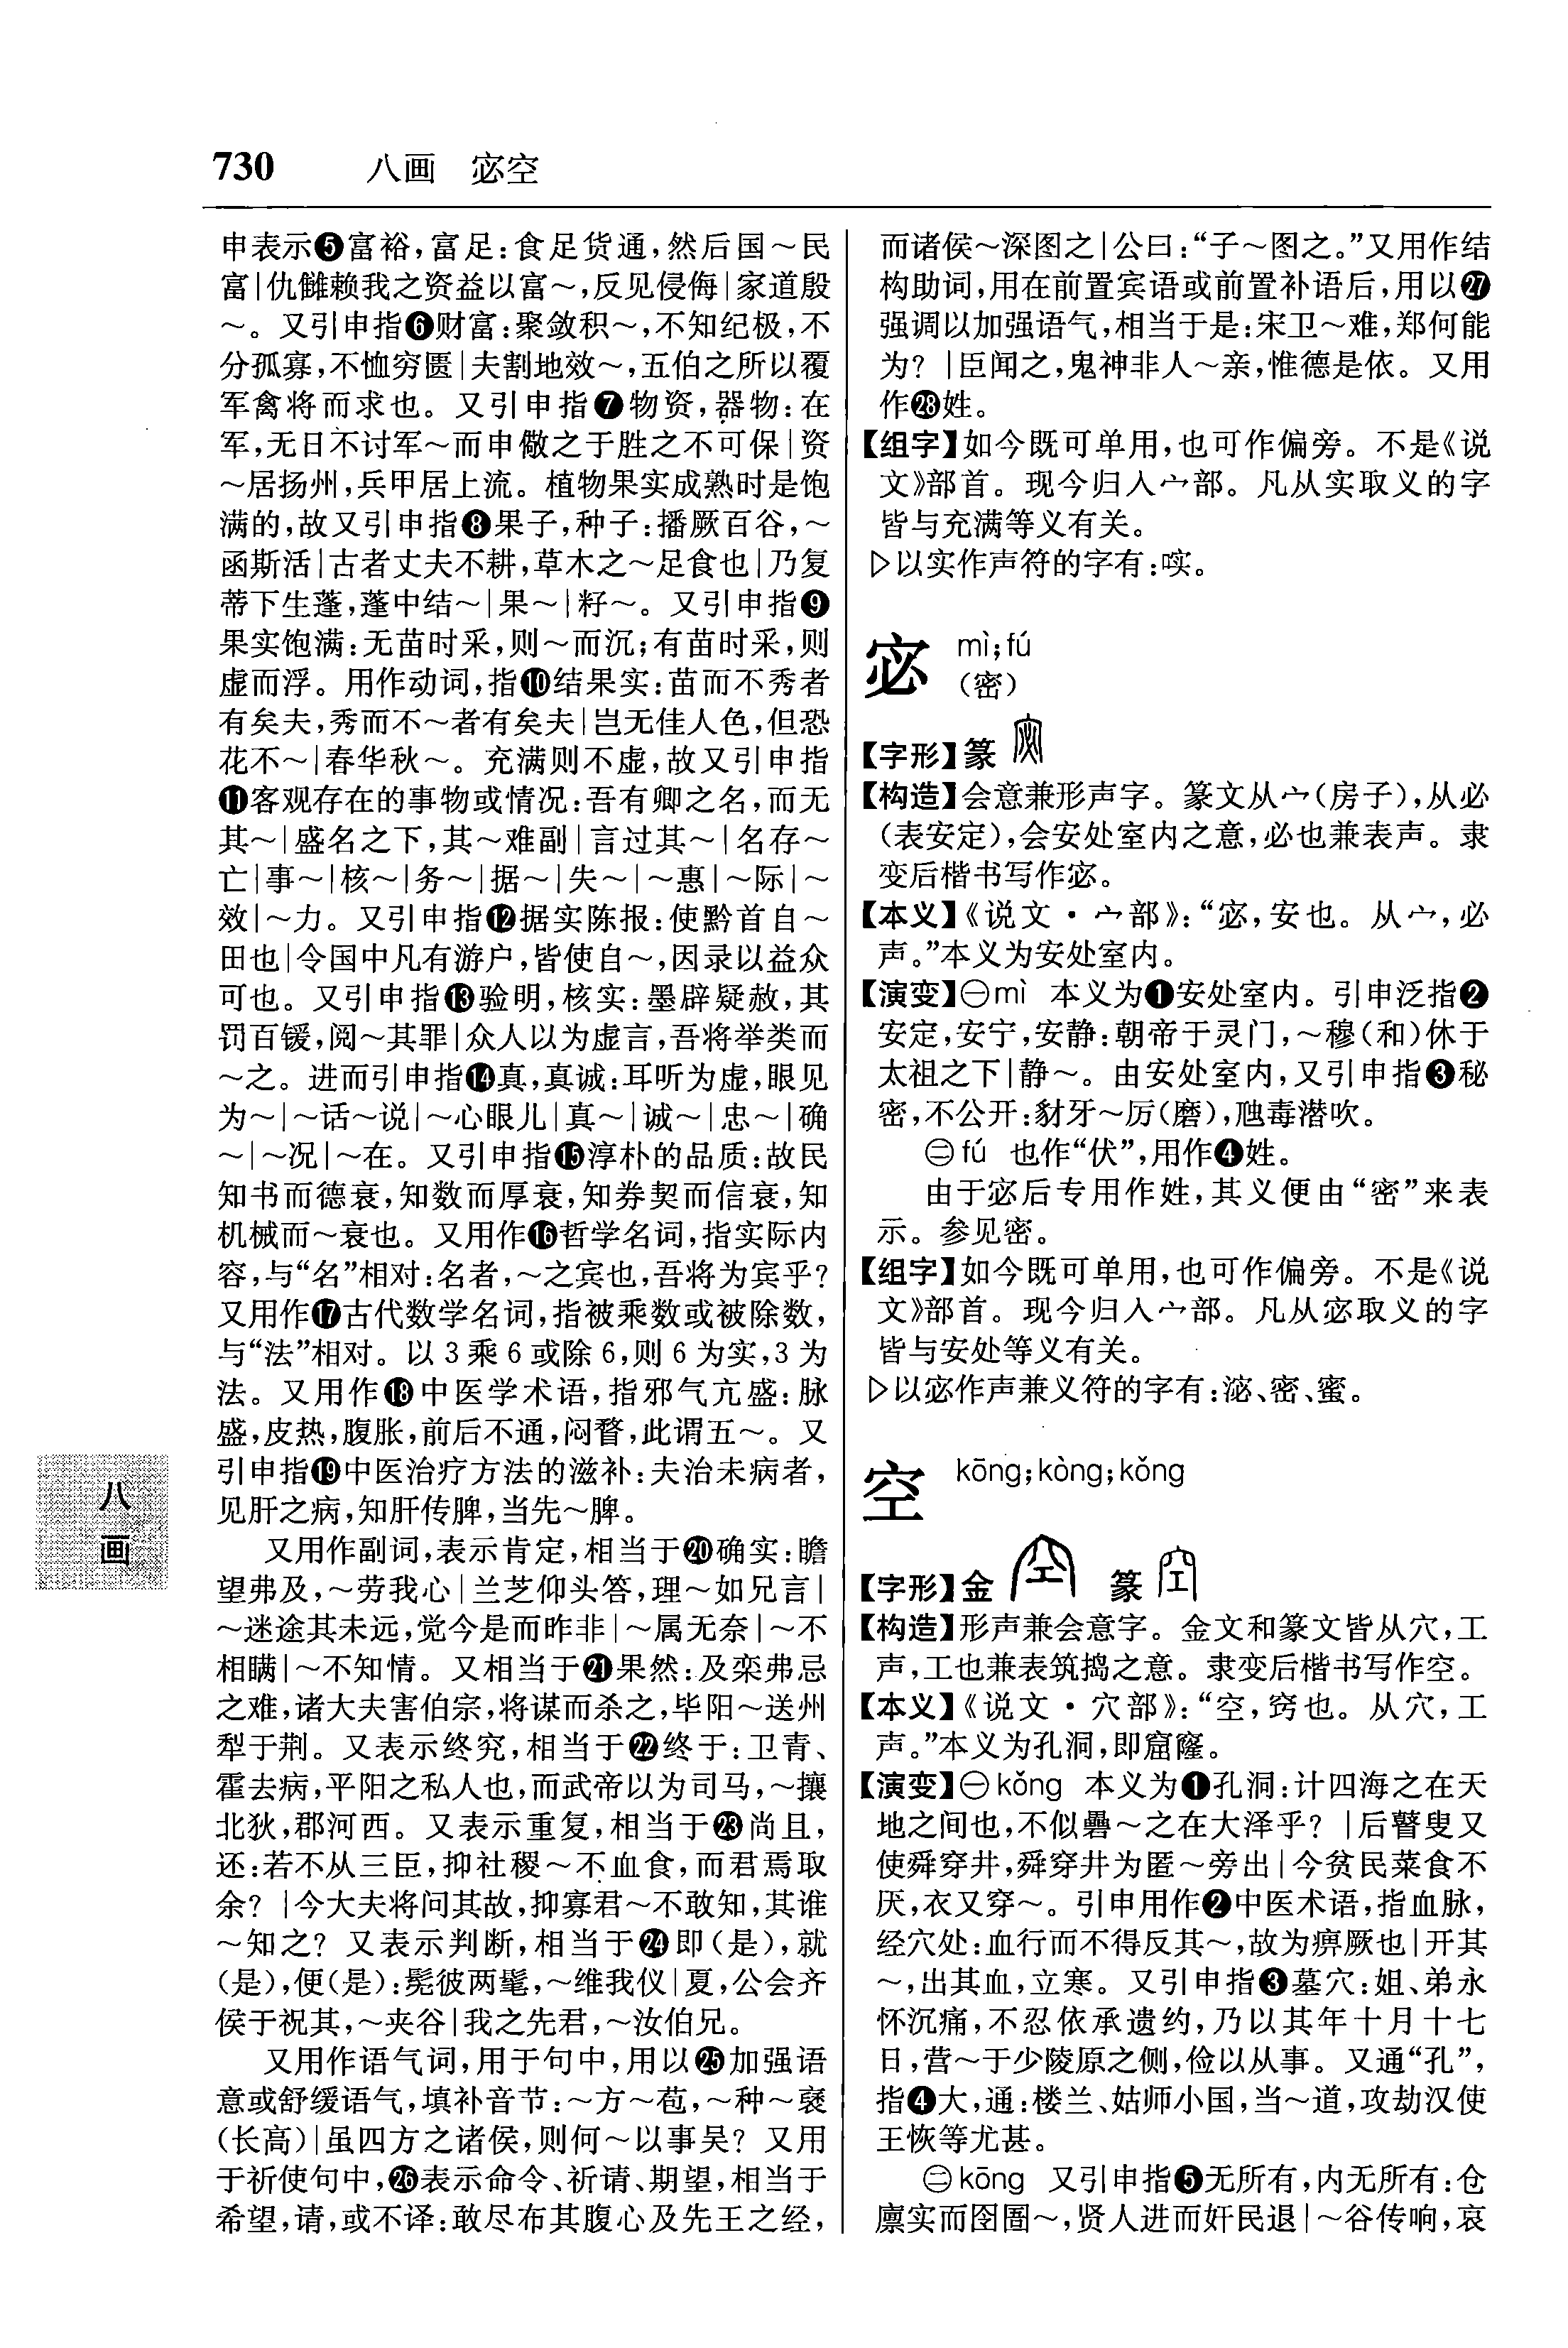 730 八画 宓空
申表示❺富裕,富足:食足货通,然后国～民
富|仇雠赖我之资益以富～,反见侵侮|家道殷
～。又引申指❻财富:聚敛积～,不知纪极,不
分孤寡,不恤穷匮|夫割地效～,五伯之所以覆
军禽将而求也。又引申指❼物资,器物:在
军,无日不讨军～而申儆之于胜之不可保|资
～居扬州,兵甲居上流。植物果实成熟时是饱
满的,故又引申指❽果子,种子:播厥百谷,～
函斯活|古者丈夫不耕,草木之～足食也|乃复
蒂下生蓬,蓬中结～|果～|籽～。又引申指❾
果实饱满:无苗时采,则～而沉;有苗时采,则
虚而浮。用作动词,指❿结果实:苗而不秀者
有矣夫,秀而不～者有矣夫|岂无佳人色,但恐
花不～|春华秋～。充满则不虚,故又引申指
⓫客观存在的事物或情况:吾有卿之名,而无
其～|盛名之下,其～难副|言过其～|名存～
亡|事～|核～|务～|据～|失～|～惠|～际|～
效|～力。又引申指⓬据实陈报:使黔首自～
田也|令国中凡有游户,皆使自～,因录以益众
可也。又引申指⓭验明,核实:墨辟疑赦,其
罚百锾,阅～其罪|众人以为虚言,吾将举类而
～之。进而引申指⓮真,真诚:耳听为虚,眼见
为～|～话～说|～心眼儿|真～|诚～|忠～|确
～|～况|～在。又引申指⓯淳朴的品质:故民
知书而德衰,知数而厚衰,知券契而信衰,知
机械而～衰也。又用作⓰哲学名词,指实际内
容,与“名”相对:名者,～之宾也,吾将为宾乎?
又用作⓱古代数学名词,指被乘数或被除数,
与“法”相对。以3乘6或除6,则6为实,3为
法。又用作⓲中医学术语,指邪气亢盛:脉
盛,皮热,腹胀,前后不通,闷瞀,此谓五～。又
引申指⓳中医治疗方法的滋补:夫治未病者,
见肝之病,知肝传脾,当先～脾。
又用作副词,表示肯定,相当于⓴确实:瞻
望弗及,～劳我心|兰芝仰头答,理～如兄言|
～迷途其未远,觉今是而昨非|～属无奈|～不
相瞒|～不知情。又相当于㉑果然:及栾弗忌
之难,诸大夫害伯宗,将谋而杀之,毕阳～送州
犁于荆。又表示终究,相当于㉒终于:卫青、
霍去病,平阳之私人也,而武帝以为司马,～攘
北狄,郡河西。又表示重复,相当于㉓尚且,
还:若不从三臣,抑社稷～不血食,而君焉取
余?|今大夫将问其故,抑寡君～不敢知,其谁
～知之?又表示判断,相当于㉔即(是),就
(是),便(是):髡彼两髦,～维我仪|夏,公会齐
侯于祝其,～夹谷|我之先君,～汝伯兄。
又用作语气词,用于句中,用以㉕加强语
意或舒缓语气,填补音节:～方～苞,～种～褎
(长高)|虽四方之诸侯,则何～以事吴?又用
于祈使句中,㉖表示命令、祈请、期望,相当于
希望,请,或不译:敢尽布其腹心及先王之经,
而诸侯～深图之|公曰:“子～图之。”又用作结
构助词,用在前置宾语或前置补语后,用以㉗
强调以加强语气,相当于是:宋卫～难,郑何能
为?|臣闻之,鬼神非人～亲,惟德是依。又用
作㉘姓。
【组字】如今既可单用,也可作偏旁。不是《说
文》部首。现今归入宀部。凡从实取义的字
皆与充满等义有关。
▷以实作声符的字有:㗌。
宓 mì;fú
(密)
【字形】篆
【构造】会意兼形声字。篆文从宀(房子),从必
(表安定),会安处室内之意,必也兼表声。隶
变后楷书写作宓。
【本义】《说文·宀部》:“宓,安也。从宀,必
声。”本义为安处室内。
【演变】㊀mì 本义为❶安处室内。引申泛指❷
安定,安宁,安静:朝帝于灵门,～穆(和)休于
太祖之下|静～。由安处室内,又引申指❸秘
密,不公开:豺牙～厉(磨),虺毒潜吹。
㊁fú 也作“伏”,用作❹姓。
由于宓后专用作姓,其义便由“密”来表
示。参见密。
【组字】如今既可单用,也可作偏旁。不是《说
文》部首。现今归入宀部。凡从宓取义的字
皆与安处等义有关。
▷以宓作声兼义符的字有:泌、密、蜜。
空 kōng;kòng;kǒng
【字形】金 篆
【构造】形声兼会意字。金文和篆文皆从穴,工
声,工也兼表筑捣之意。隶变后楷书写作空。
【本义】《说文·穴部》:“空,窍也。从穴,工
声。”本义为孔洞,即窟窿。
【演变】㊀kǒng 本义为❶孔洞:计四海之在天
地之间也,不似礨～之在大泽乎?|后瞽叟又
使舜穿井,舜穿井为匿～旁出|今贫民菜食不
厌,衣又穿～。引申用作❷中医术语,指血脉,
经穴处:血行而不得反其～,故为痹厥也|开其
～,出其血,立寒。又引申指❸墓穴:姐、弟永
怀沉痛,不忍依承遗约,乃以其年十月十七
日,营～于少陵原之侧,俭以从事。又通“孔”,
指❹大,通:楼兰、姑师小国,当～道,攻劫汉使
王恢等尤甚。
㊁kōng 又引申指❺无所有,内无所有:仓
廪实而囹圄～,贤人进而奸民退|～谷传响,哀
八
画